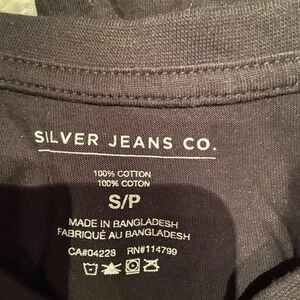 SILVER JEANS CO.
100% COTTON
100% COTON
S/P
MADE IN BANGLADESH
FABRIQUÉ AU BANGLADESH
CA#04228 RN#114799